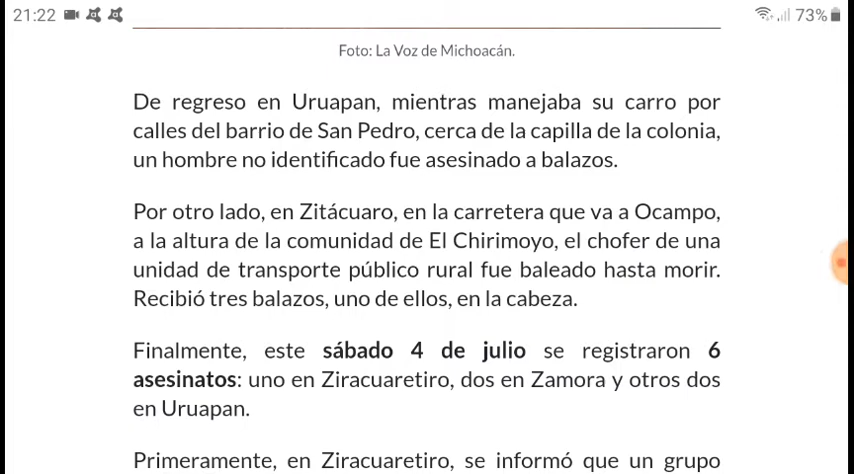 21:22
73%
Foto: La Voz de Michoacán.
De regreso en Uruapan, mientras manejaba su carro por
calles del barrio de San Pedro, cerca de la capilla de la colonia,
un hombre no identificado fue asesinado a balazos.
Por otro lado, en Zitácuaro, en la carretera que va a Ocampo,
a la altura de la comunidad de El Chirimoyo, el chofer de una
unidad de transporte público rural fue baleado hasta morir.
Recibió tres balazos, uno de ellos, en la cabeza.
Finalmente, este sábado 4 de julio se registraron 6
asesinatos: uno en Ziracuaretiro, dos en Zamora y otros dos
en Uruapan.
Primeramente, en Ziracuaretiro, se informó que un grupo